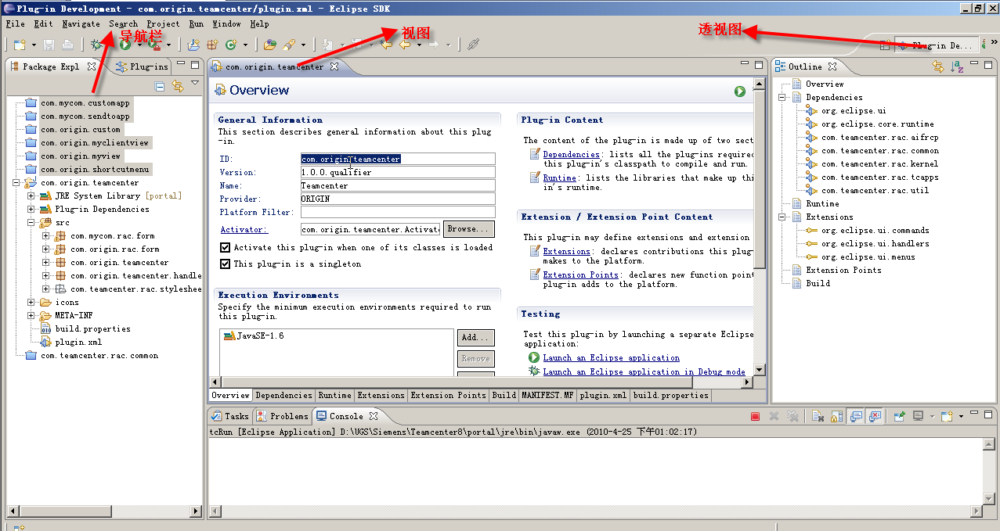 Plug-in Development - com.origin.teamcenter/plugin.xml - Eclipse SDK
File Edit Navigate Search Project Run Window Help
导航栏
视图
透视图
Plug-in De...
Package Expl
Plug-ins
com.mycom.customapp
com.mycom.sendtoapp
com.origin.custom
com.origin.myclientview
com.origin.myview
com.origin.shortcutmenu
com.origin.teamcenter
JRE System Library [portal]
Plug-in Dependencies
src
com.mycom.rac.form
com.origin.rac.form
com.origin.teamcenter
com.origin.teamcenter.handle
com.teamcenter.rac.styleshee
icons
META-INF
build.properties
plugin.xml
com.teamcenter.rac.common
com.origin.teamcenter
Overview
General Information
This section describes general information about this plug
-in.
ID: com.origin.teamcenter
Version: 1.0.0.qualifier
Name: Teamcenter
Provider: ORIGIN
Platform Filter:
Activator: com.origin.teamcenter.Activat Browse...
Activate this plug-in when one of its classes is loaded
This plug-in is a singleton
Execution Environments
Specify the minimum execution environments required to run
this plug-in.
JavaSE-1.6
Add...
Remove
Plug-in Content
The content of the plug-in is made up of two sect
Dependencies: lists all the plug-ins required
this plug-in's classpath to compile and run.
Runtime: lists the libraries that make up thi
in's runtime.
Extension / Extension Point Content
This plug-in may define extensions and extension
Extensions: declares contributions this plug-
makes to the platform.
Extension Points: declares new function point
plug-in adds to the platform.
Testing
Test this plug-in by launching a separate Eclipse
application:
Launch an Eclipse application
Launch an Eclipse application in Debug mode
Overview Dependencies Runtime Extensions Extension Points Build MANIFEST.MF plugin.xml build.properties
Outline
Overview
Dependencies
org.eclipse.ui
org.eclipse.core.runtime
com.teamcenter.rac.aifrcp
com.teamcenter.rac.common
com.teamcenter.rac.kernel
com.teamcenter.rac.tcapps
com.teamcenter.rac.util
Runtime
Extensions
org.eclipse.ui.commands
org.eclipse.ui.handlers
org.eclipse.ui.menus
Extension Points
Build
Tasks Problems Console
tcRun [Eclipse Application] D:\UGS\Siemens\Teamcenter8\portal\jre\bin\javaw.exe (2010-4-25 下午01:02:17)